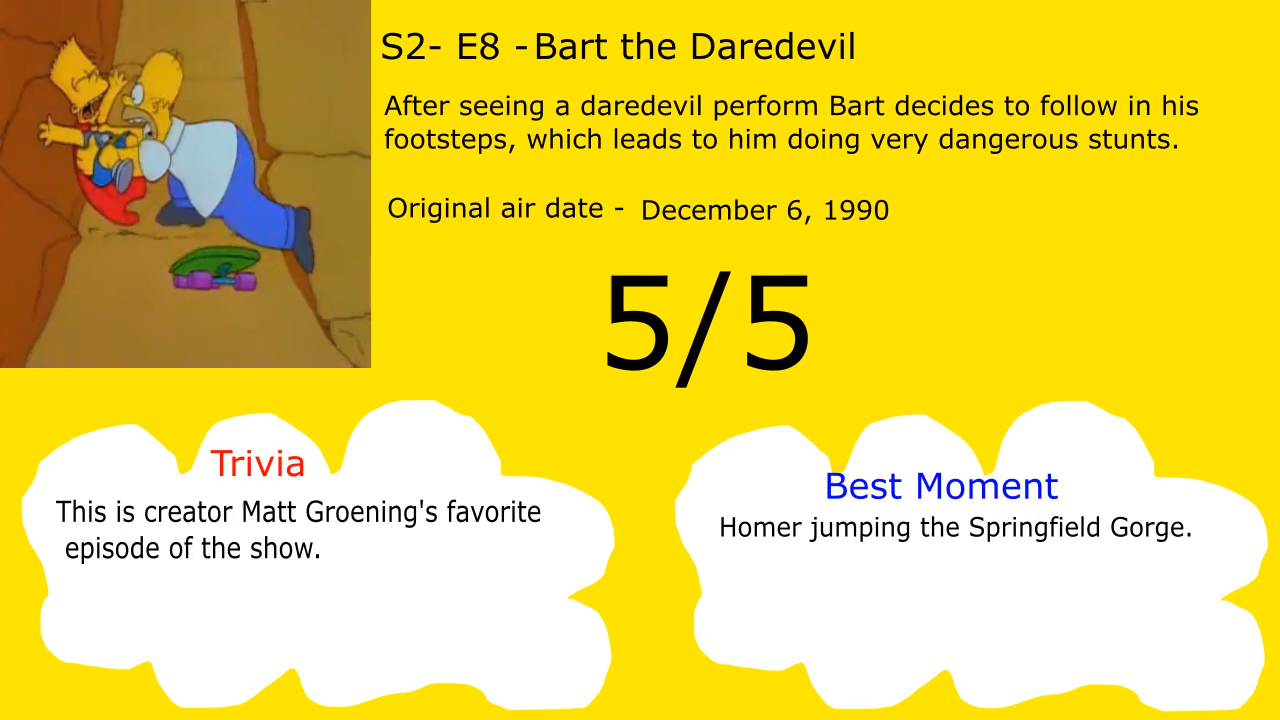 S2- E8 - Bart the Daredevil
After seeing a daredevil perform Bart decides to follow in his
footsteps, which leads to him doing very dangerous stunts.
Original air date - December 6, 1990
5/5
Trivia
This is creator Matt Groening's favorite
episode of the show.
Best Moment
Homer jumping the Springfield Gorge.